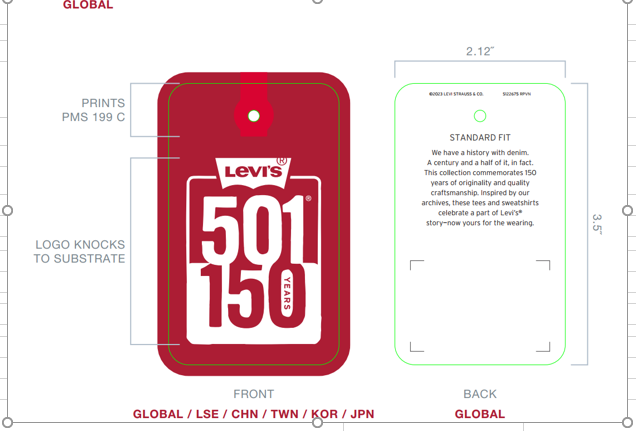 GLOBAL
2.12"
PRINTS
PMS 199 C
©2023 LEVI STRAUSS & CO.
STANDARD FIT
We have a history with denim.
A century and a half of it, in fact.
This collection commemorates 150
years of originality and quality
craftsmanship. Inspired by our
archives, these tees and sweatshirts
celebrate a part of Levi's®
story–now yours for the wearing.
Levi's®
501®
150
YEARS
LOGO KNOCKS
TO SUBSTRATE
3.5"
FRONT
BACK
GLOBAL / LSE / CHN / TWN / KOR / JPN
GLOBAL